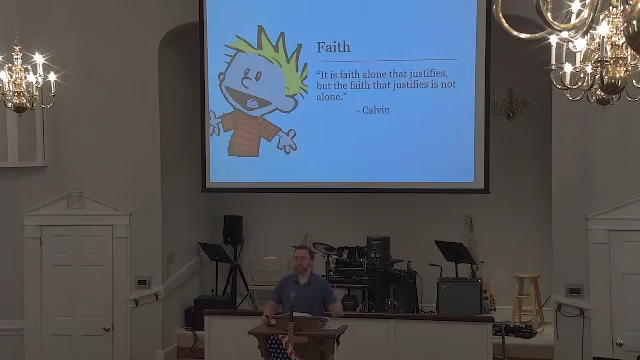 Faith
“It is faith alone that justifies,
but the faith that justifies is not
alone.”
- Calvin